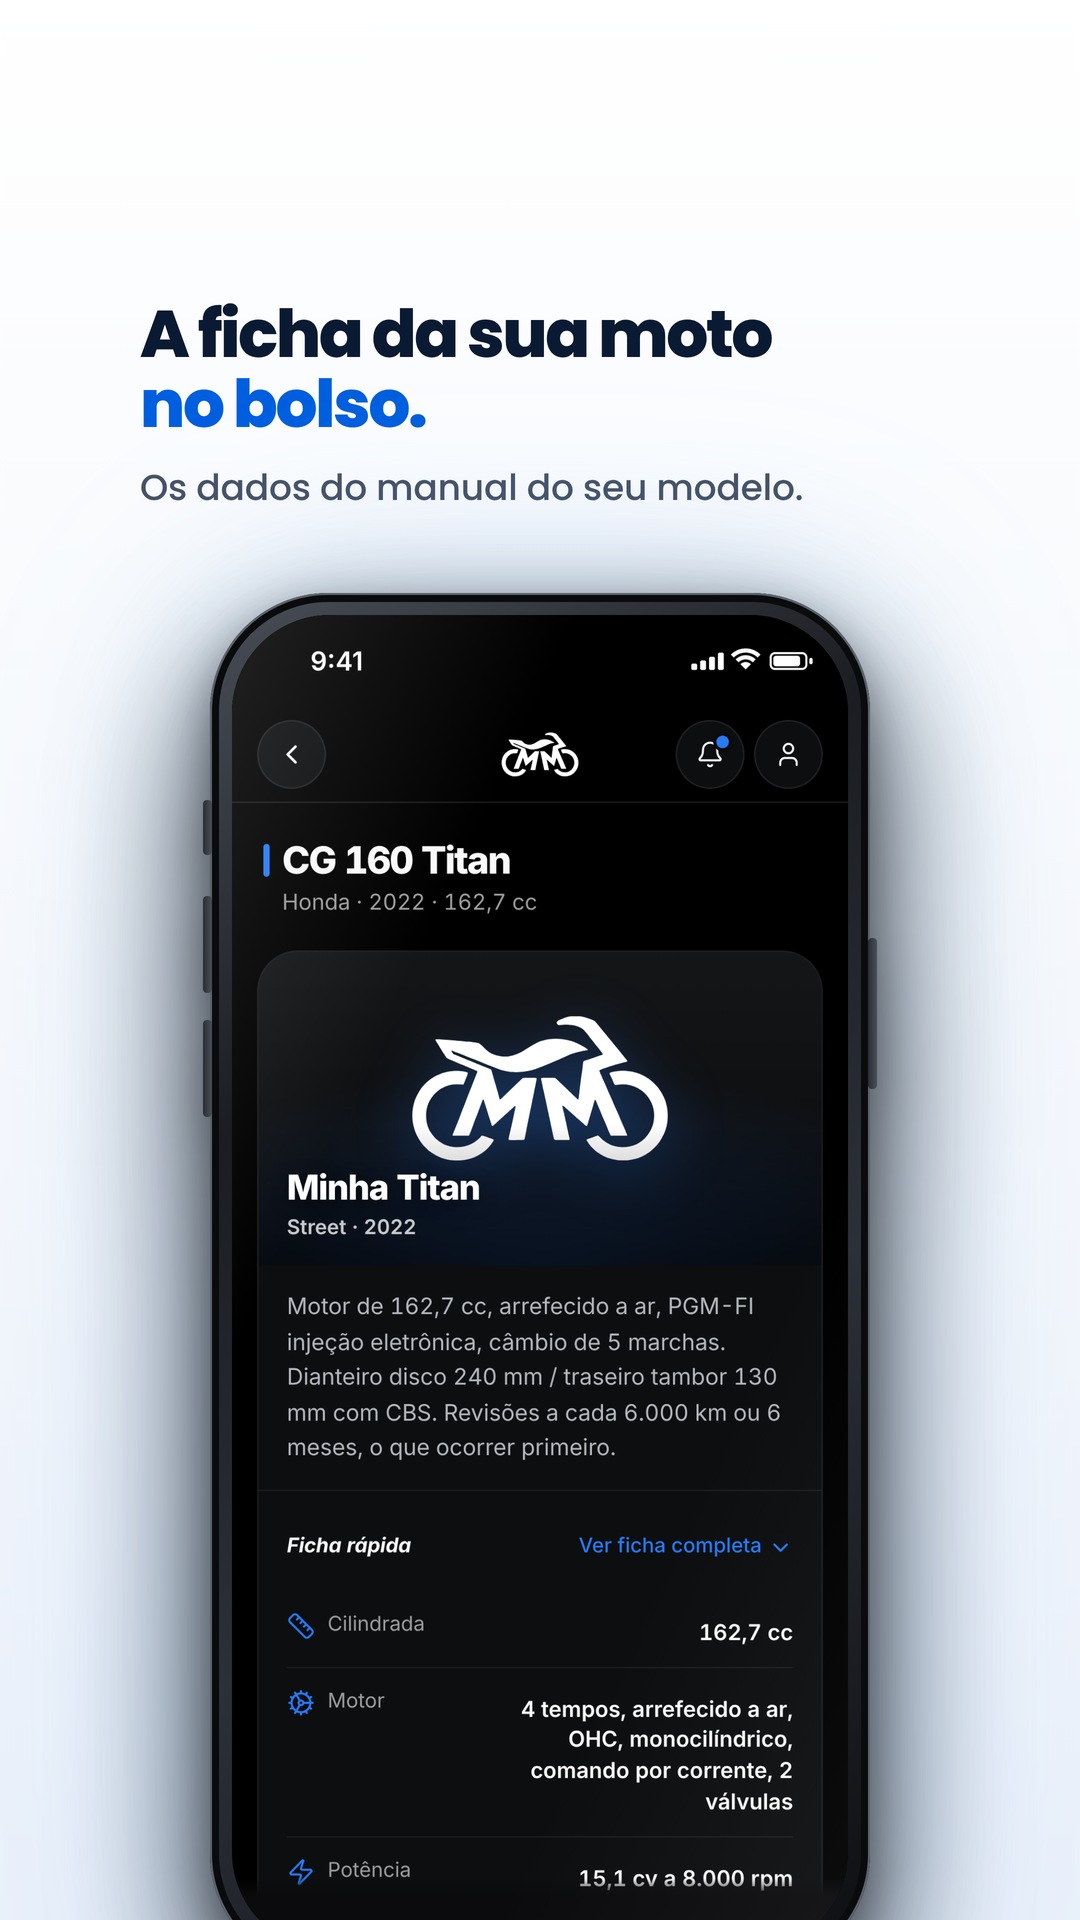 A ficha da sua moto
no bolso.
Os dados do manual do seu modelo.
9:41
MM
CG 160 Titan
Honda · 2022 · 162,7 cc
MM
Minha Titan
Street · 2022
Motor de 162,7 cc, arrefecido a ar, PGM-FI
injeção eletrônica, câmbio de 5 marchas.
Dianteiro disco 240 mm / traseiro tambor 130
mm com CBS. Revisões a cada 6.000 km ou 6
meses, o que ocorrer primeiro.
Ficha rápida
Ver ficha completa
Cilindrada
162,7 cc
Motor
4 tempos, arrefecido a ar,
OHC, monocilíndrico,
comando por corrente, 2
válvulas
Potência
15,1 cv a 8.000 rpm